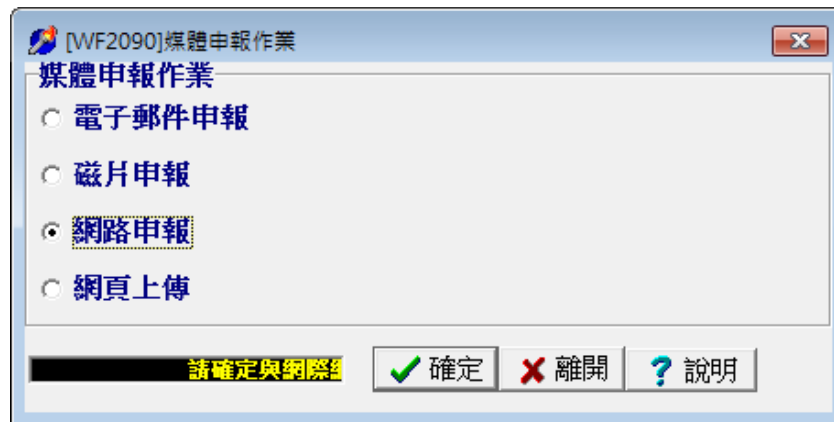 [WF2090]媒體申報作業
媒體申報作業
電子郵件申報
磁片申報
網路申報
網頁上傳
請確定與網際
確定 離開 說明